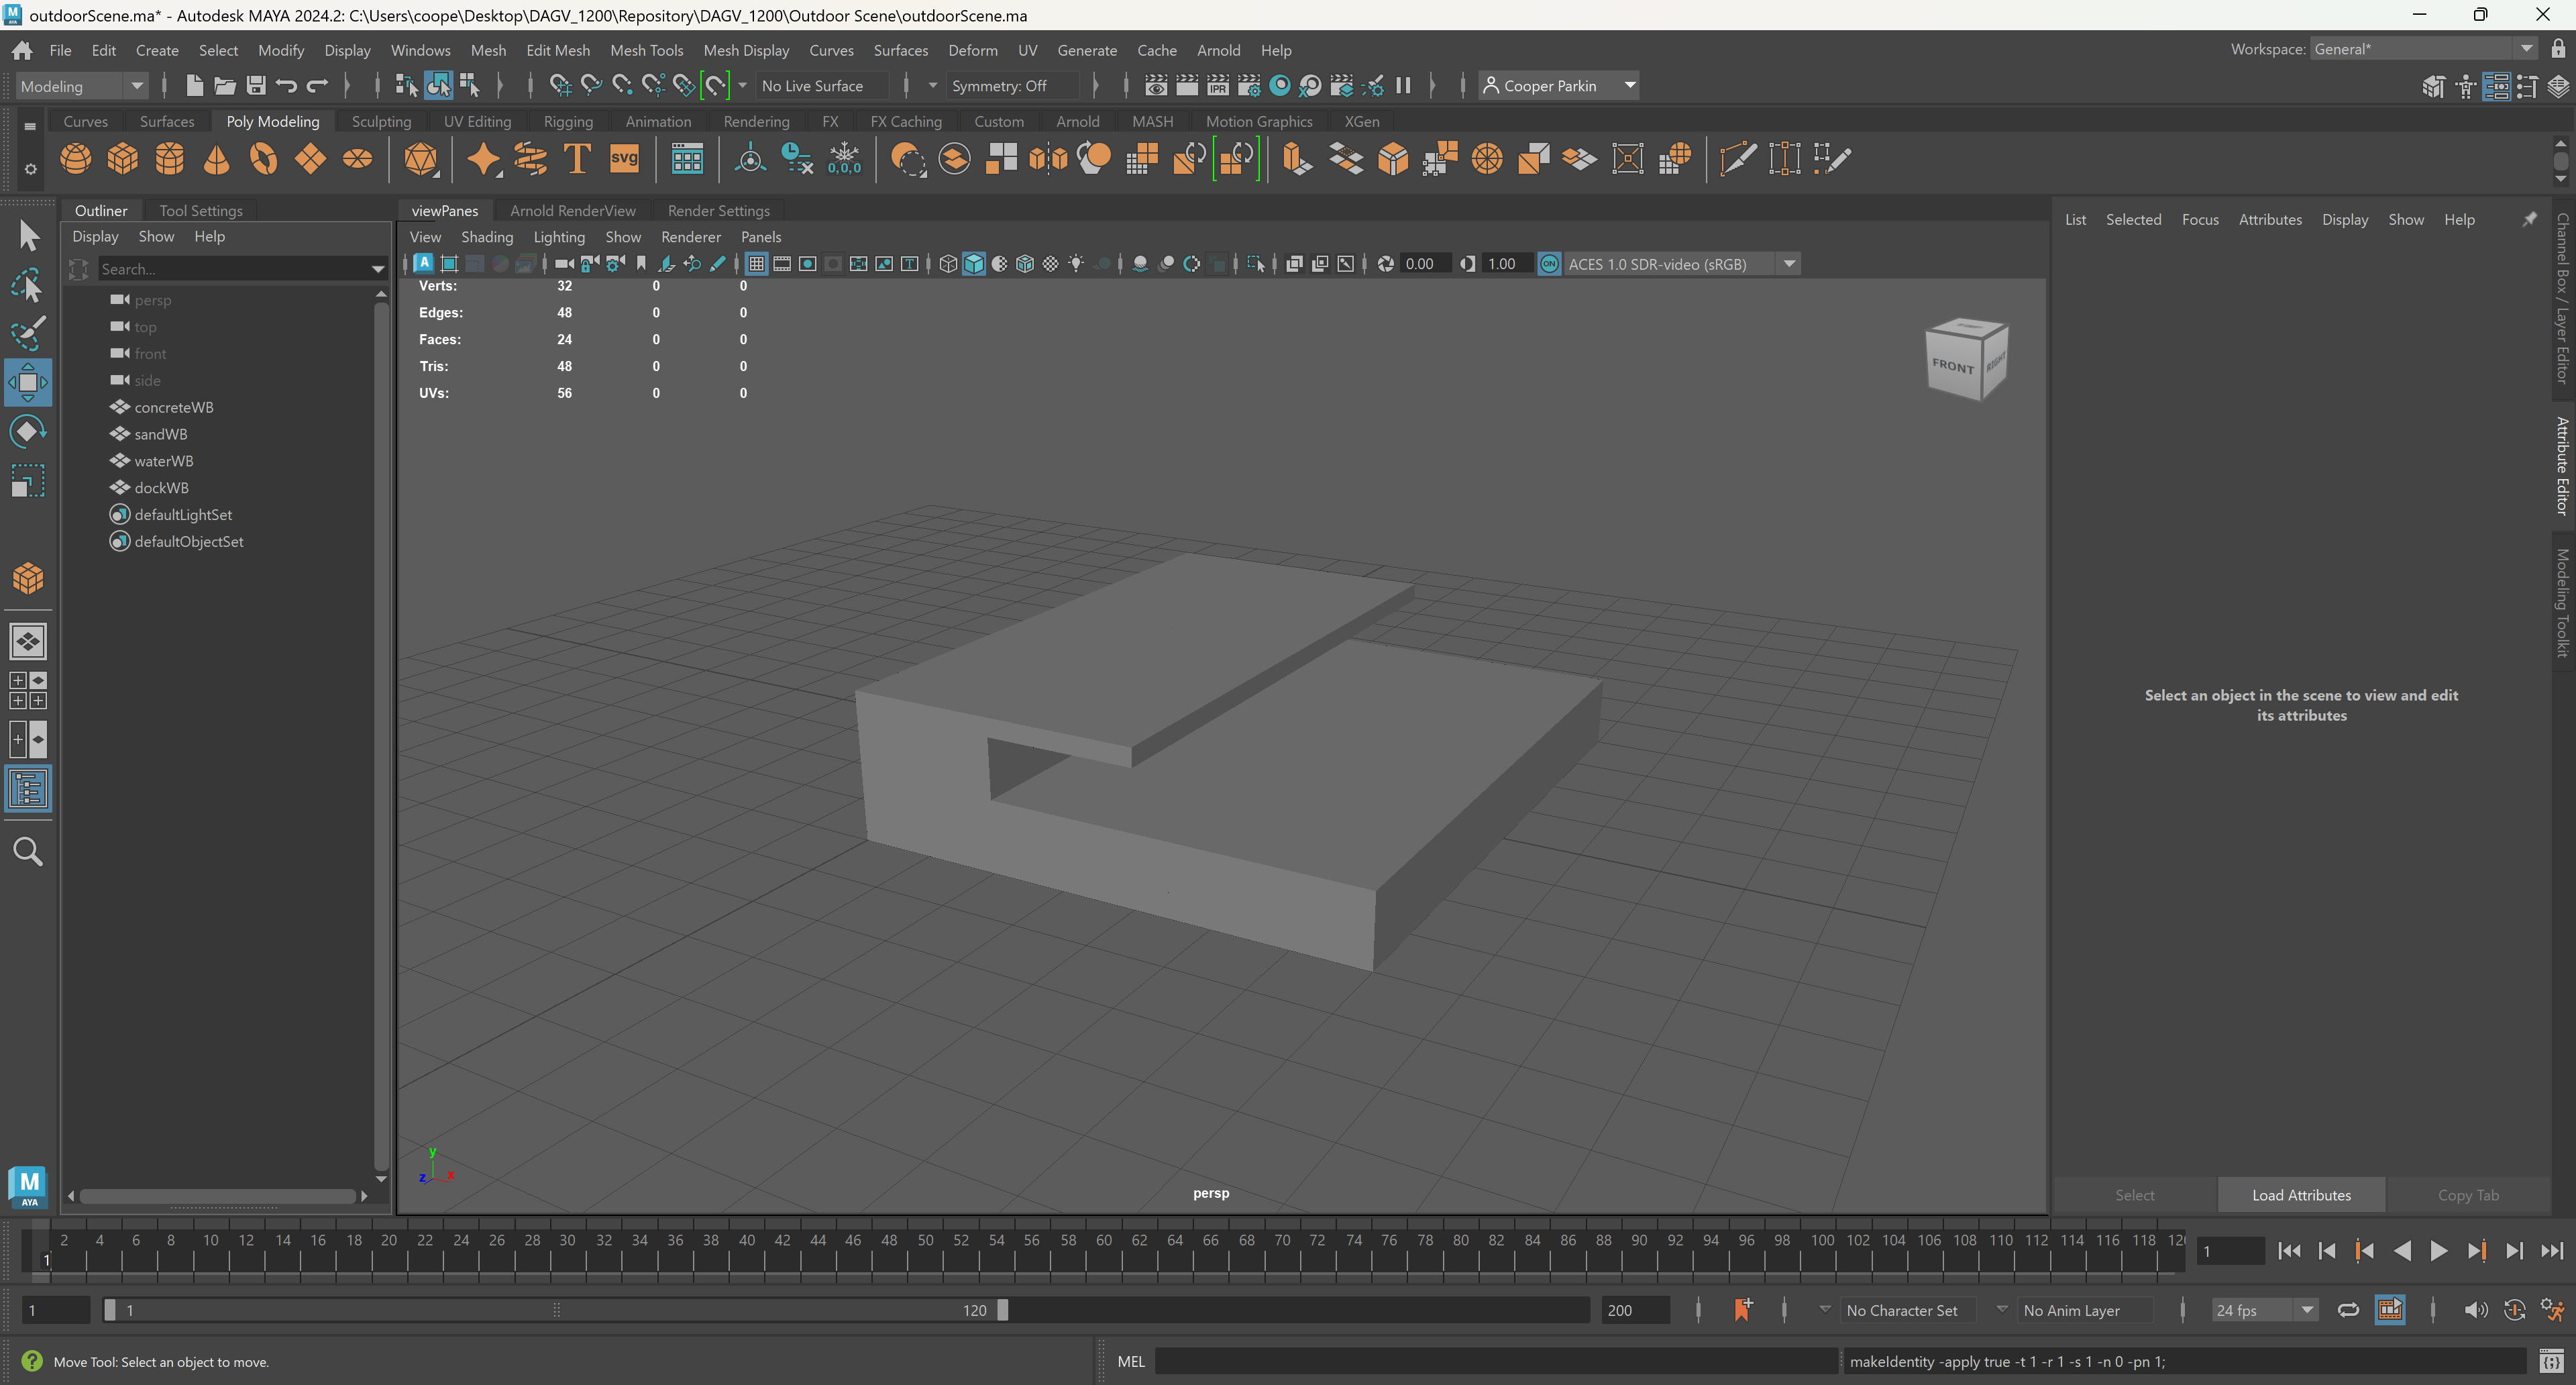 outdoorScene.ma* - Autodesk MAYA 2024.2: C:\Users\coope\Desktop\DAGV_1200\Repository\DAGV_1200\Outdoor Scene\outdoorScene.ma
File Edit Create Select Modify Display Windows Mesh Edit Mesh Mesh Tools Mesh Display Curves Surfaces Deform UV Generate Cache Arnold Help
Workspace: General*
Modeling
No Live Surface
Symmetry: Off
IPR
Cooper Parkin
Curves Surfaces Poly Modeling Sculpting UV Editing Rigging Animation Rendering FX FX Caching Custom Arnold MASH Motion Graphics XGen
T svg 0,0,0
Outliner Tool Settings
Display Show Help
Search...
persp
top
front
side
concreteWB
sandWB
waterWB
dockWB
defaultLightSet
defaultObjectSet
viewPanes Arnold RenderView Render Settings
View Shading Lighting Show Renderer Panels
0.00 1.00 ON ACES 1.0 SDR-video (sRGB)
Verts: 32 0 0
Edges: 48 0 0
Faces: 24 0 0
Tris: 48 0 0
UVs: 56 0 0
FRONT RIGHT
y
z x
persp
List Selected Focus Attributes Display Show Help
Channel Box / Layer Editor
Attribute Editor
Modeling Toolkit
Select an object in the scene to view and edit
its attributes
Select Load Attributes Copy Tab
M
AYA
1 2 4 6 8 10 12 14 16 18 20 22 24 26 28 30 32 34 36 38 40 42 44 46 48 50 52 54 56 58 60 62 64 66 68 70 72 74 76 78 80 82 84 86 88 90 92 94 96 98 100 102 104 106 108 110 112 114 116 118 12
1
1 1 120 200
No Character Set
No Anim Layer
24 fps
Move Tool: Select an object to move.
MEL
makeIdentity -apply true -t 1 -r 1 -s 1 -n 0 -pn 1;